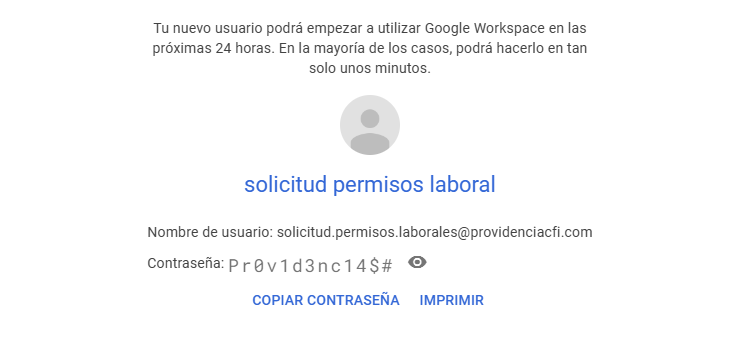 Tu nuevo usuario podrá empezar a utilizar Google Workspace en las
próximas 24 horas. En la mayoría de los casos, podrá hacerlo en tan
solo unos minutos.
solicitud permisos laboral
Nombre de usuario: solicitud.permisos.laborales@providenciacfi.com
Contraseña: Pr0v1d3nc14$#
COPIAR CONTRASEÑA IMPRIMIR